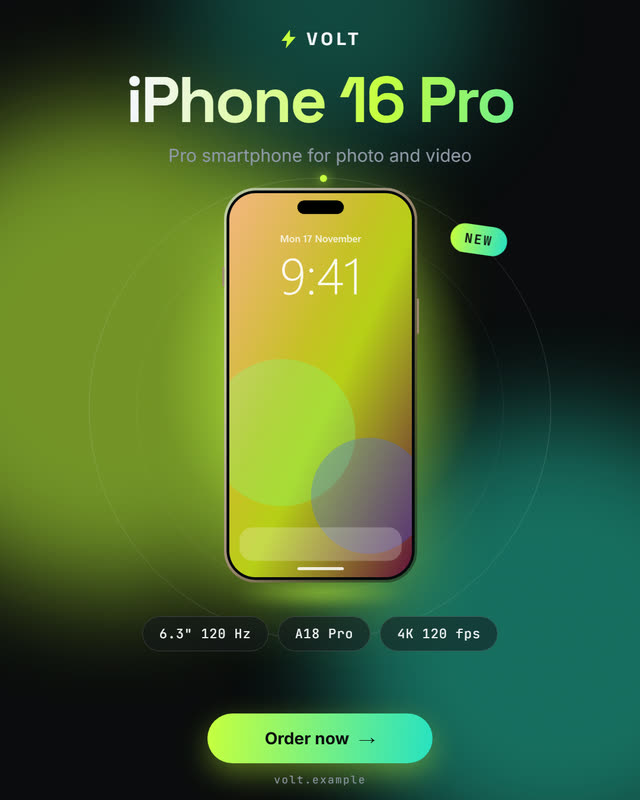 VOLT
iPhone 16 Pro
Pro smartphone for photo and video
NEW
Mon 17 November
9:41
6.3" 120 Hz
A18 Pro
4K 120 fps
Order now →
volt.example